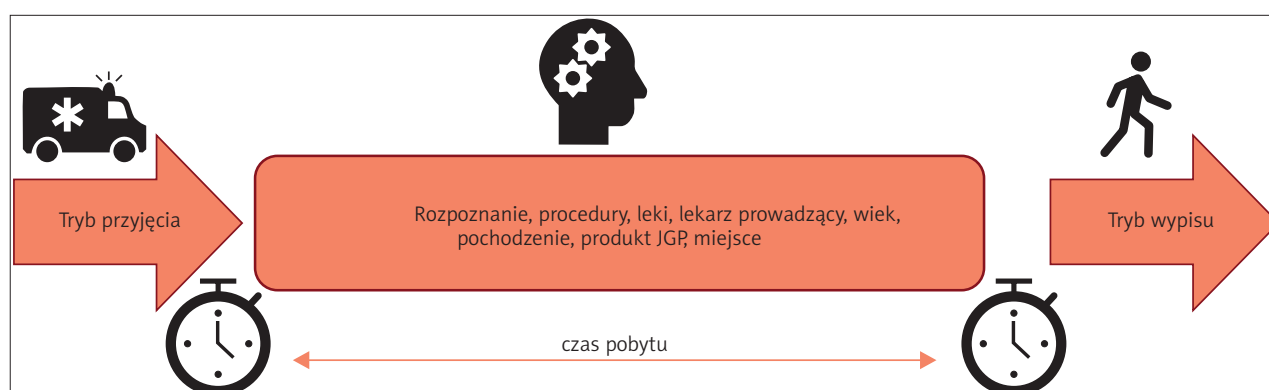 Tryb przyjęcia
Rozpoznanie, procedury, leki, lekarz prowadzący, wiek,
pochodzenie, produkt JGP, miejsce
Tryb wypisu
czas pobytu